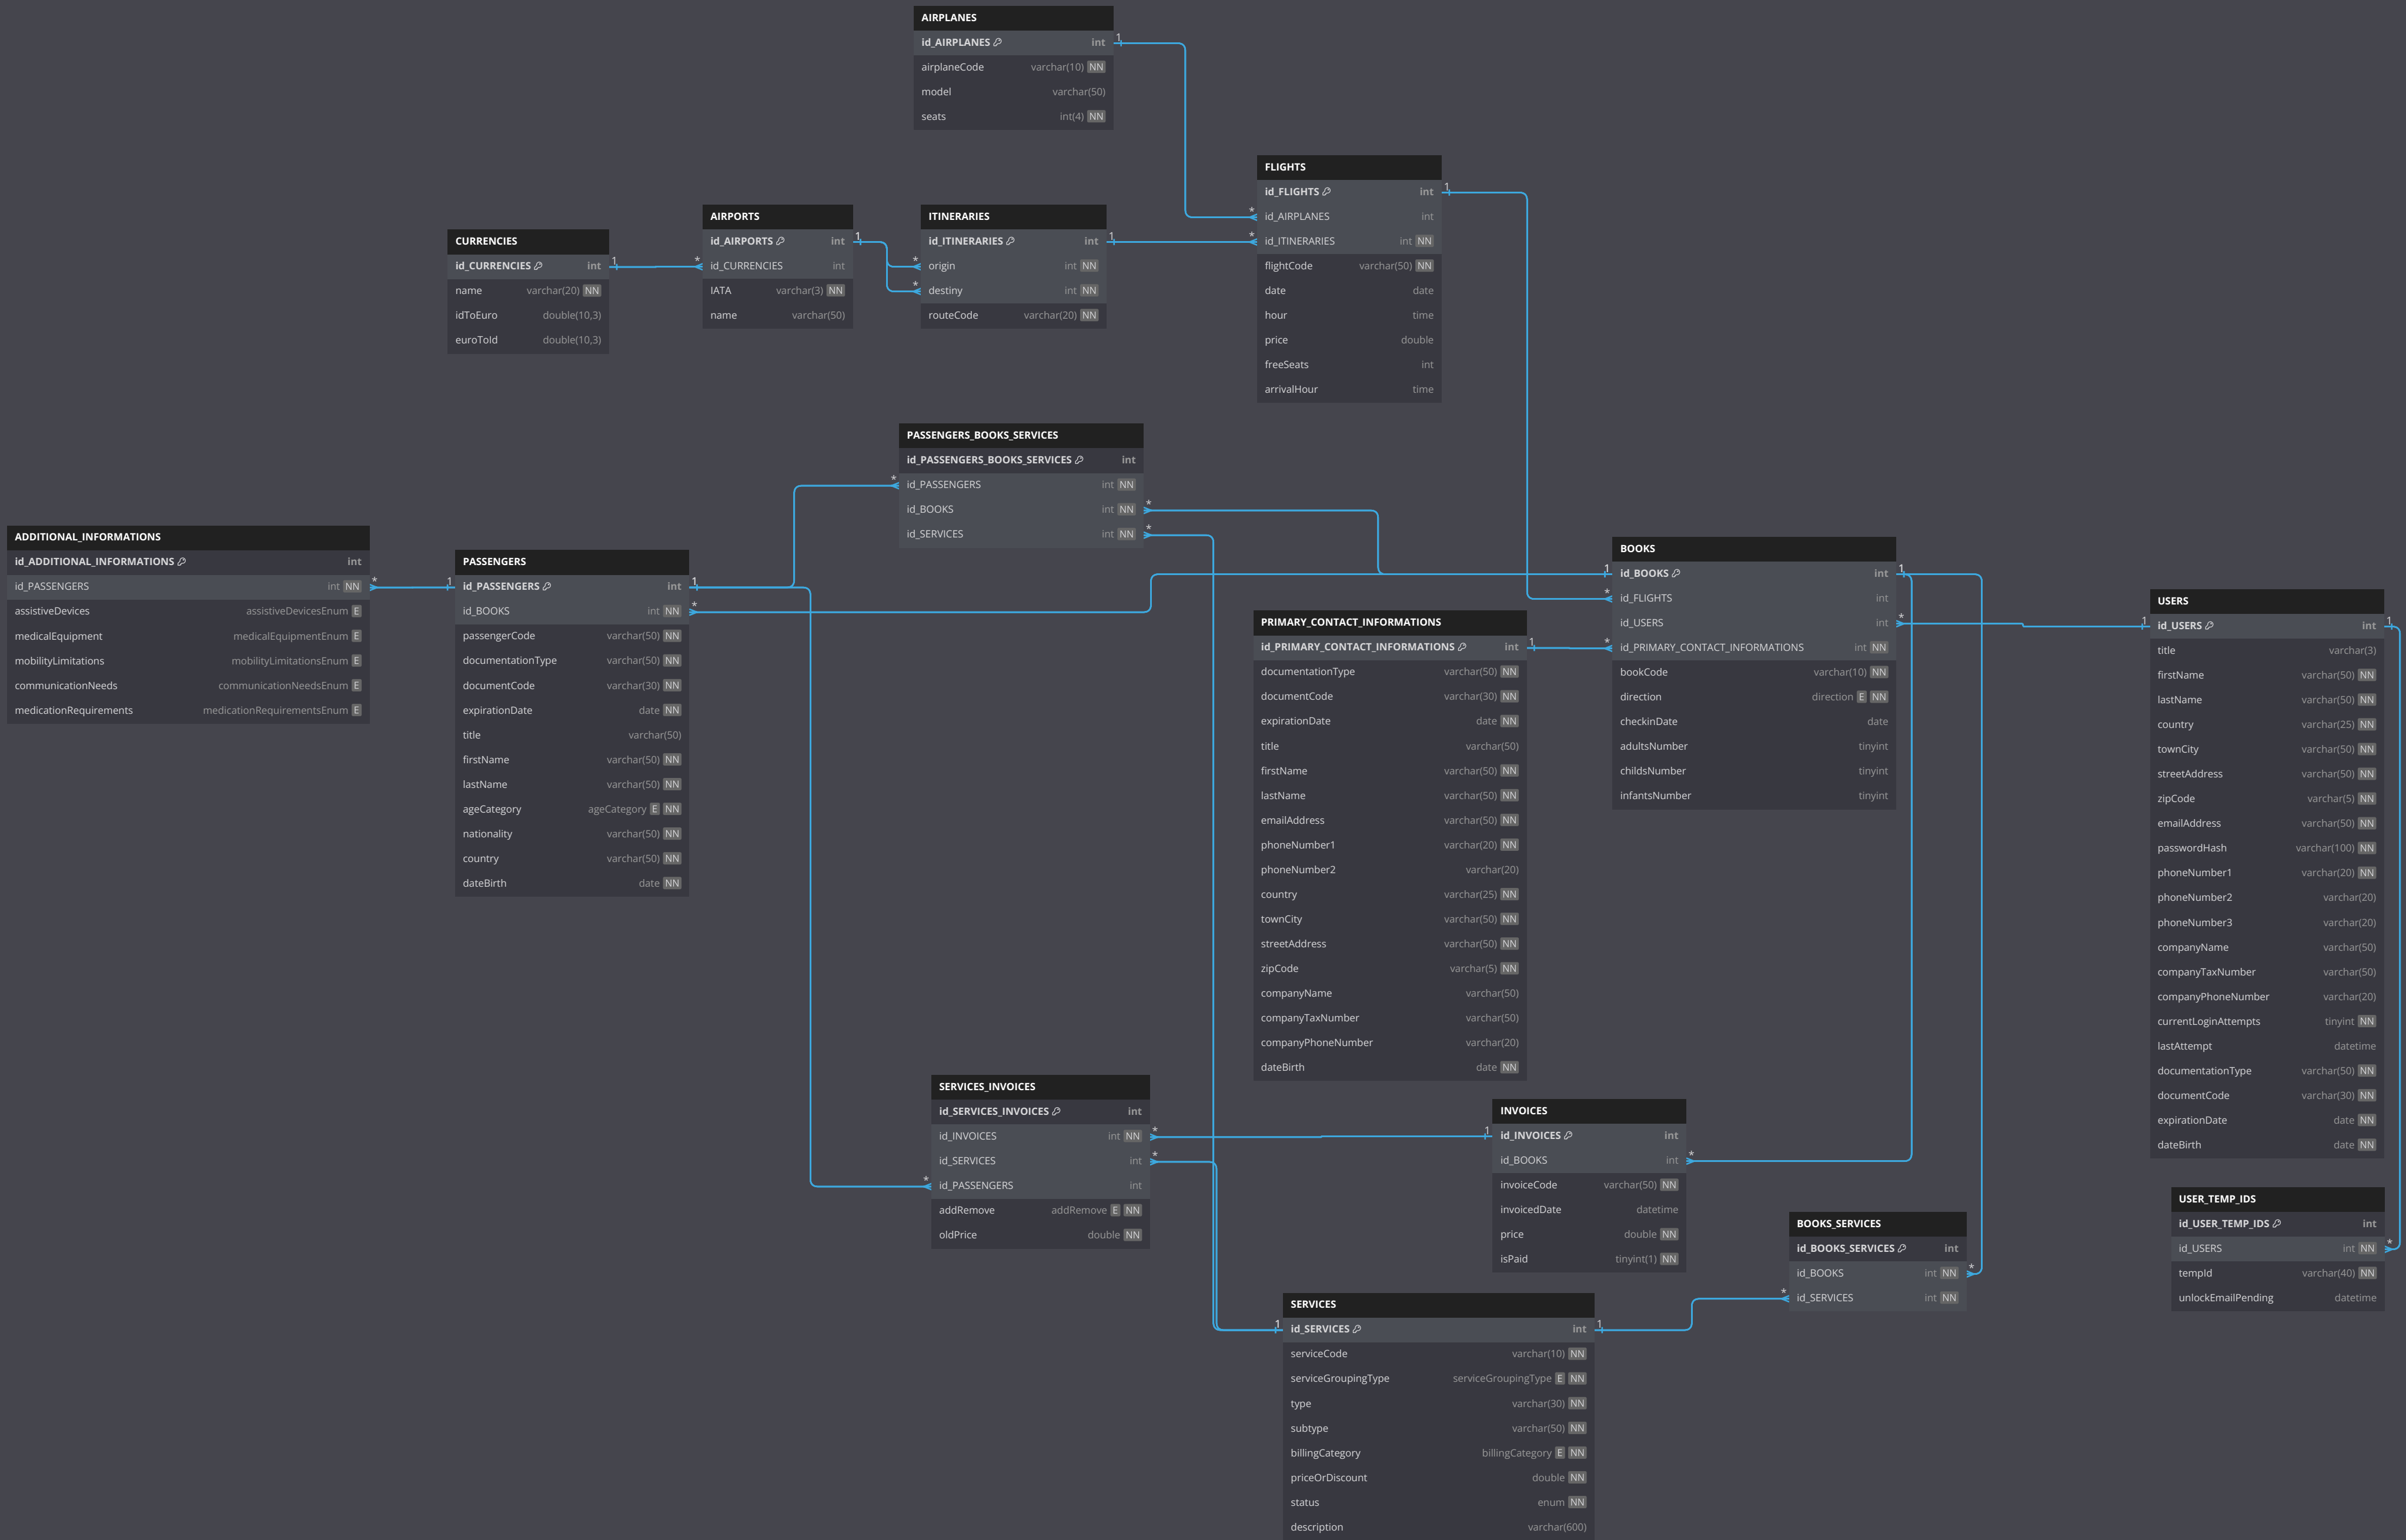 AIRPLANES
id_AIRPLANES int
airplaneCode varchar(10) NN
model varchar(50)
seats int(4) NN
1
FLIGHTS
id_FLIGHTS int
1
* id_AIRPLANES int
* id_ITINERARIES int NN
flightCode varchar(50) NN
date date
hour time
price double
freeSeats int
arrivalHour time
AIRPORTS
id_AIRPORTS int
1
* id_CURRENCIES int
IATA varchar(3) NN
name varchar(50)
ITINERARIES
id_ITINERARIES int
1
* origin int NN
* destiny int NN
routeCode varchar(20) NN
CURRENCIES
id_CURRENCIES int
1
name varchar(20) NN
idToEuro double(10,3)
euroToId double(10,3)
PASSENGERS_BOOKS_SERVICES
id_PASSENGERS_BOOKS_SERVICES int
* id_PASSENGERS int NN
id_BOOKS int NN *
id_SERVICES int NN *
ADDITIONAL_INFORMATIONS
id_ADDITIONAL_INFORMATIONS int
id_PASSENGERS int NN *
assistiveDevices assistiveDevicesEnum E
medicalEquipment medicalEquipmentEnum E
mobilityLimitations mobilityLimitationsEnum E
communicationNeeds communicationNeedsEnum E
medicationRequirements medicationRequirementsEnum E
PASSENGERS
1 id_PASSENGERS int 1
id_BOOKS int NN *
passengerCode varchar(50) NN
documentationType varchar(50) NN
documentCode varchar(30) NN
expirationDate date NN
title varchar(50)
firstName varchar(50) NN
lastName varchar(50) NN
ageCategory ageCategory E NN
nationality varchar(50) NN
country varchar(50) NN
dateBirth date NN
BOOKS
1 id_BOOKS int 1
* id_FLIGHTS int
id_USERS int *
* id_PRIMARY_CONTACT_INFORMATIONS int NN
bookCode varchar(10) NN
direction direction E NN
checkinDate date
adultsNumber tinyint
childsNumber tinyint
infantsNumber tinyint
PRIMARY_CONTACT_INFORMATIONS
id_PRIMARY_CONTACT_INFORMATIONS int 1
documentationType varchar(50) NN
documentCode varchar(30) NN
expirationDate date NN
title varchar(50)
firstName varchar(50) NN
lastName varchar(50) NN
emailAddress varchar(50) NN
phoneNumber1 varchar(20) NN
phoneNumber2 varchar(20)
country varchar(25) NN
townCity varchar(50) NN
streetAddress varchar(50) NN
zipCode varchar(5) NN
companyName varchar(50)
companyTaxNumber varchar(50)
companyPhoneNumber varchar(20)
dateBirth date NN
USERS
1 id_USERS int 1
title varchar(3)
firstName varchar(50) NN
lastName varchar(50) NN
country varchar(25) NN
townCity varchar(50) NN
streetAddress varchar(50) NN
zipCode varchar(5) NN
emailAddress varchar(50) NN
passwordHash varchar(100) NN
phoneNumber1 varchar(20) NN
phoneNumber2 varchar(20)
phoneNumber3 varchar(20)
companyName varchar(50)
companyTaxNumber varchar(50)
companyPhoneNumber varchar(20)
currentLoginAttempts tinyint NN
lastAttempt datetime
documentationType varchar(50) NN
documentCode varchar(30) NN
expirationDate date NN
dateBirth date NN
SERVICES_INVOICES
id_SERVICES_INVOICES int
id_INVOICES int NN *
id_SERVICES int *
* id_PASSENGERS int
addRemove addRemove E NN
oldPrice double NN
INVOICES
1 id_INVOICES int
id_BOOKS int *
invoiceCode varchar(50) NN
invoicedDate datetime
price double NN
isPaid tinyint(1) NN
BOOKS_SERVICES
id_BOOKS_SERVICES int
id_BOOKS int NN *
* id_SERVICES int NN
USER_TEMP_IDS
id_USER_TEMP_IDS int
id_USERS int NN *
tempId varchar(40) NN
unlockEmailPending datetime
SERVICES
1 id_SERVICES int 1
serviceCode varchar(10) NN
serviceGroupingType serviceGroupingType E NN
type varchar(30) NN
subtype varchar(50) NN
billingCategory billingCategory E NN
priceOrDiscount double NN
status enum NN
description varchar(600)